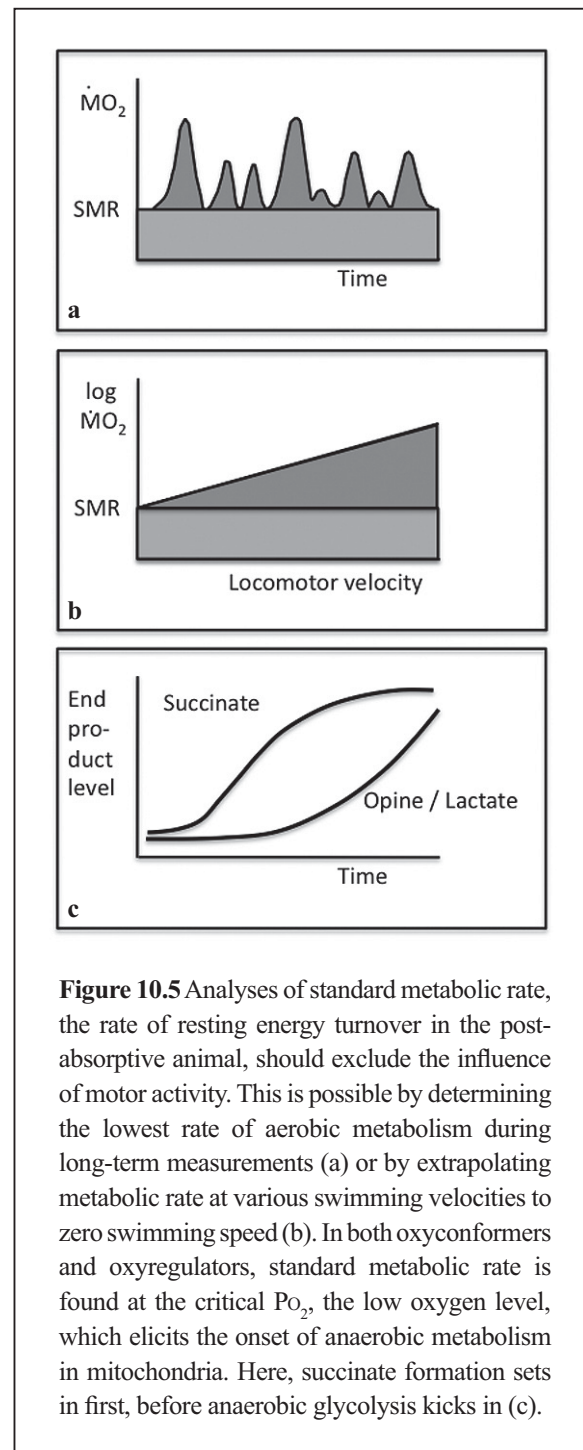 ṀO₂
SMR
Time
a
log
ṀO₂
SMR
Locomotor velocity
b
End
pro-
duct
level
Succinate
Opine / Lactate
Time
c
Figure 10.5 Analyses of standard metabolic rate,
the rate of resting energy turnover in the post-
absorptive animal, should exclude the influence
of motor activity. This is possible by determining
the lowest rate of aerobic metabolism during
long-term measurements (a) or by extrapolating
metabolic rate at various swimming velocities to
zero swimming speed (b). In both oxyconformers
and oxyregulators, standard metabolic rate is
found at the critical PO₂, the low oxygen level,
which elicits the onset of anaerobic metabolism
in mitochondria. Here, succinate formation sets
in first, before anaerobic glycolysis kicks in (c).